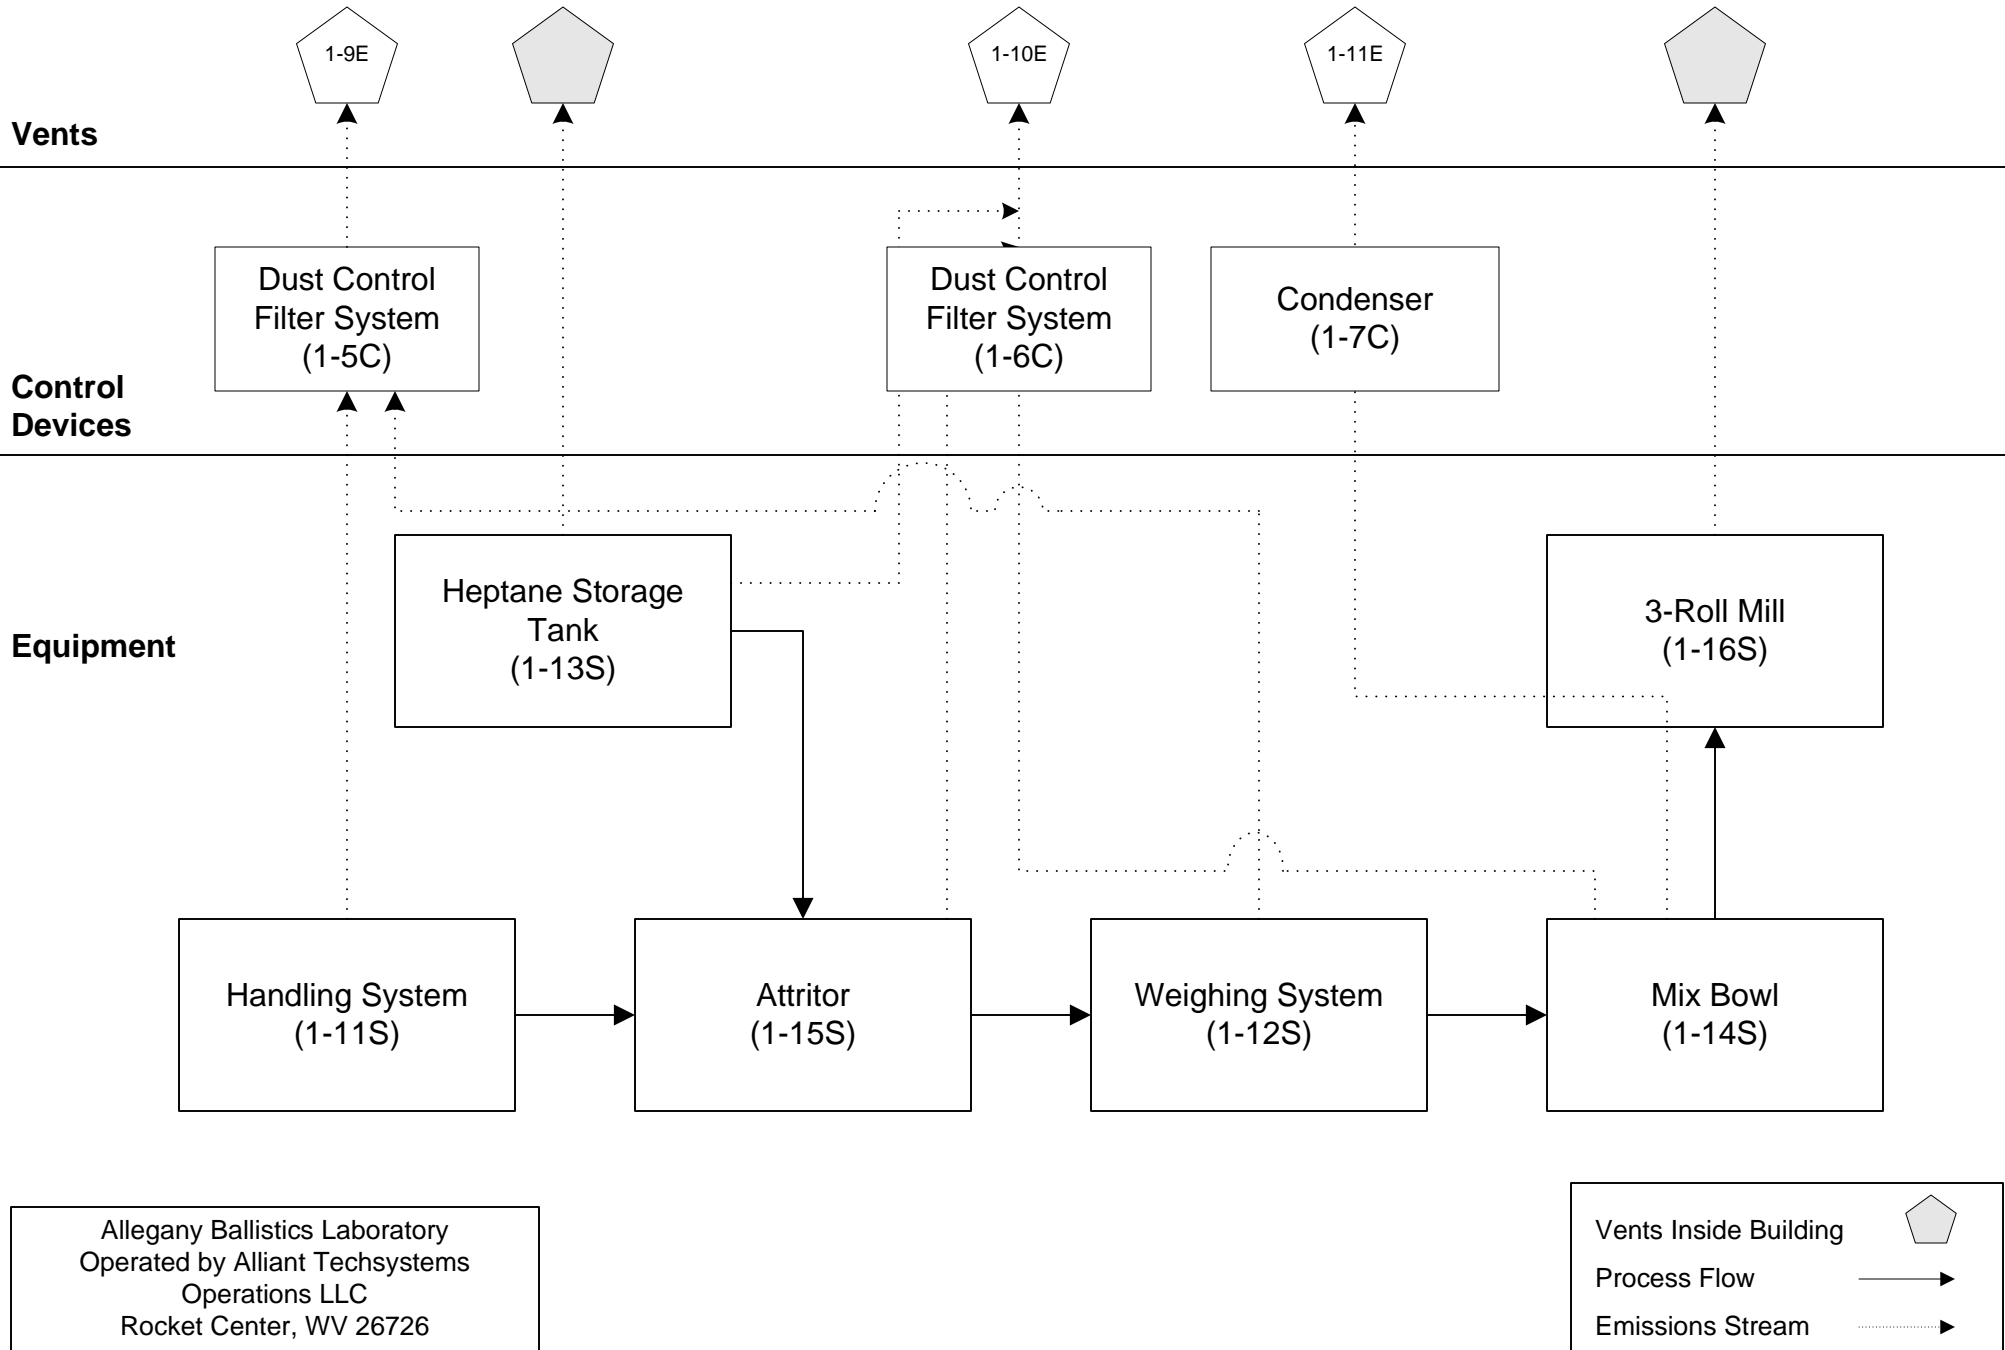 1-9E
1-10E
1-11E
Vents
Dust Control
Filter System
(1-5C)
Dust Control
Filter System
(1-6C)
Condenser
(1-7C)
Control
Devices
Heptane Storage
Tank
(1-13S)
3-Roll Mill
(1-16S)
Equipment
Handling System
(1-11S)
Attritor
(1-15S)
Weighing System
(1-12S)
Mix Bowl
(1-14S)
Allegany Ballistics Laboratory
Operated by Alliant Techsystems
Operations LLC
Rocket Center, WV 26726
Vents Inside Building
Process Flow
Emissions Stream